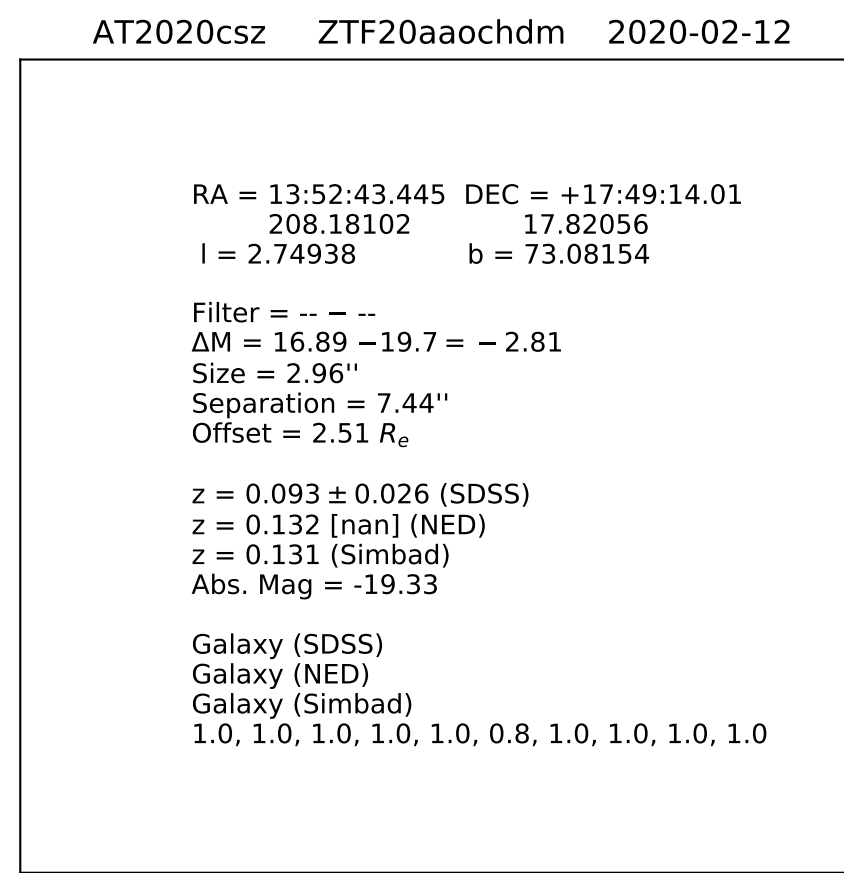 AT2020csz ZTF20aaochdm 2020-02-12
RA = 13:52:43.445 DEC = +17:49:14.01
208.18102 17.82056
l = 2.74938 b = 73.08154
Filter = -- − --
ΔM = 16.89 −19.7 = − 2.81
Size = 2.96''
Separation = 7.44''
Offset = 2.51 Rₑ
z = 0.093 ± 0.026 (SDSS)
z = 0.132 [nan] (NED)
z = 0.131 (Simbad)
Abs. Mag = -19.33
Galaxy (SDSS)
Galaxy (NED)
Galaxy (Simbad)
1.0, 1.0, 1.0, 1.0, 1.0, 0.8, 1.0, 1.0, 1.0, 1.0